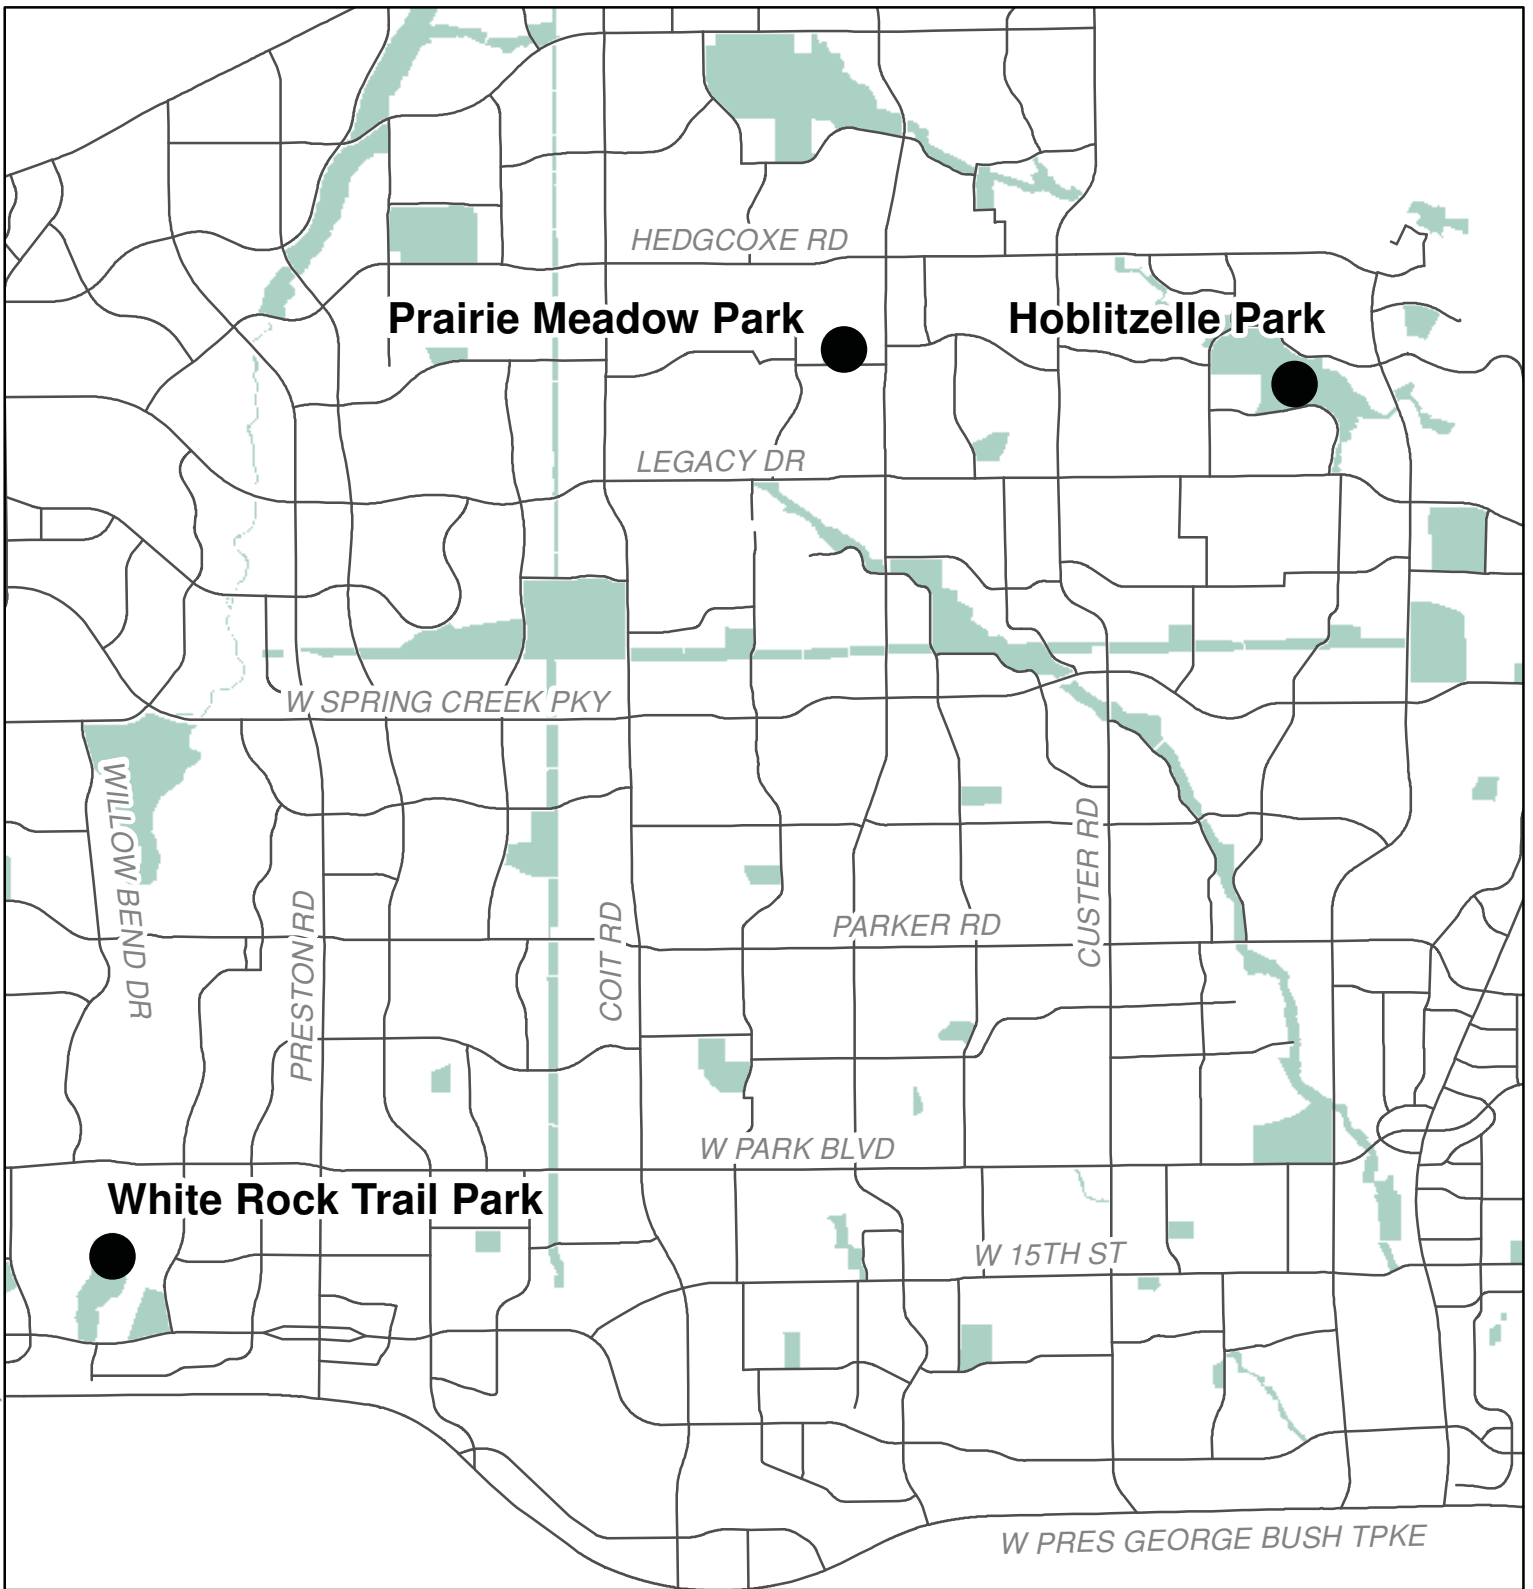 HEDGCOXE RD
Prairie Meadow Park
Hoblitzelle Park
LEGACY DR
W SPRING CREEK PKY
WILLOW BEND DR
PRESTON RD
COIT RD
PARKER RD
CUSTER RD
W PARK BLVD
White Rock Trail Park
W 15TH ST
W PRES GEORGE BUSH TPKE